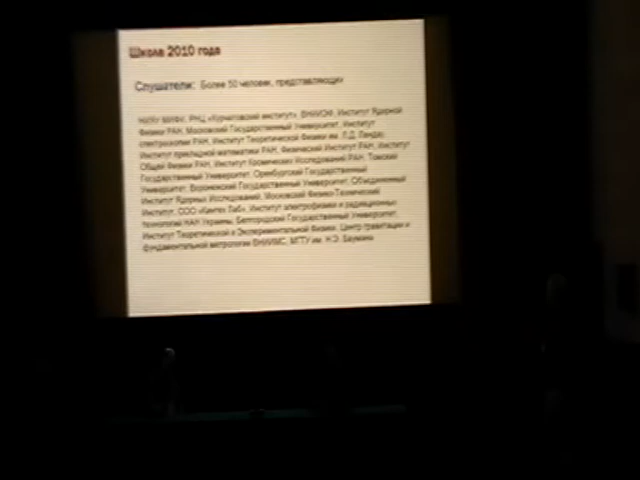 Школа 2010 года
Слушатели: Более 50 человек, представляющих
НИЯУ МИФИ, РНЦ «Курчатовский институт», ВНИИОФИ, Институт Ядерной
Физики РАН, Московский Государственный Университет, Институт
спектроскопии РАН, Институт Теоретической Физики им. Л.Д. Ландау,
Институт прикладной математики РАН, Физический Институт РАН, Институт
Общей Физики РАН, Институт Космических Исследований РАН, Томский
Государственный Университет, Оренбургский Государственный
Университет, Воронежский Государственный Университет, Объединенный
Институт Ядерных Исследований, Московский Физико-Технический
Институт, ООО Лаб», Институт электрофизики и радиационных
технологий НАН Украины, Белгородский Государственный Университет,
Институт Теоретической и Экспериментальной Физики, Центр гравитации и
фундаментальной метрологии ВНИИМС, МГТУ им. Н.Э. Баумана